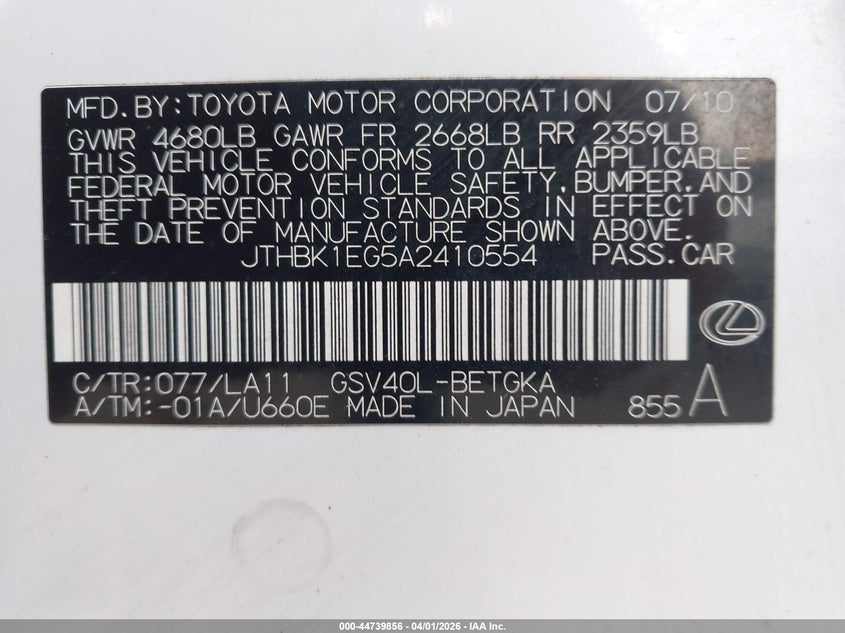 MFD.BY:TOYOTA MOTOR CORPORATION 07/10
GVWR 4680LB GAWR FR 2668LB RR 2359LB
THIS VEHICLE CONFORMS TO ALL APPLICABLE
FEDERAL MOTOR VEHICLE SAFETY,BUMPER,AND
THEFT PREVENTION STANDARDS IN EFFECT ON
THE DATE OF MANUFACTURE SHOWN ABOVE.
JTHBK1EG5A2410554 PASS.CAR
C/TR:077/LA11 GSV40L-BETGKA
A/TM:-01A/U660E MADE IN JAPAN 855 A
000-44739856 - 04/01/2026 - IAA Inc.